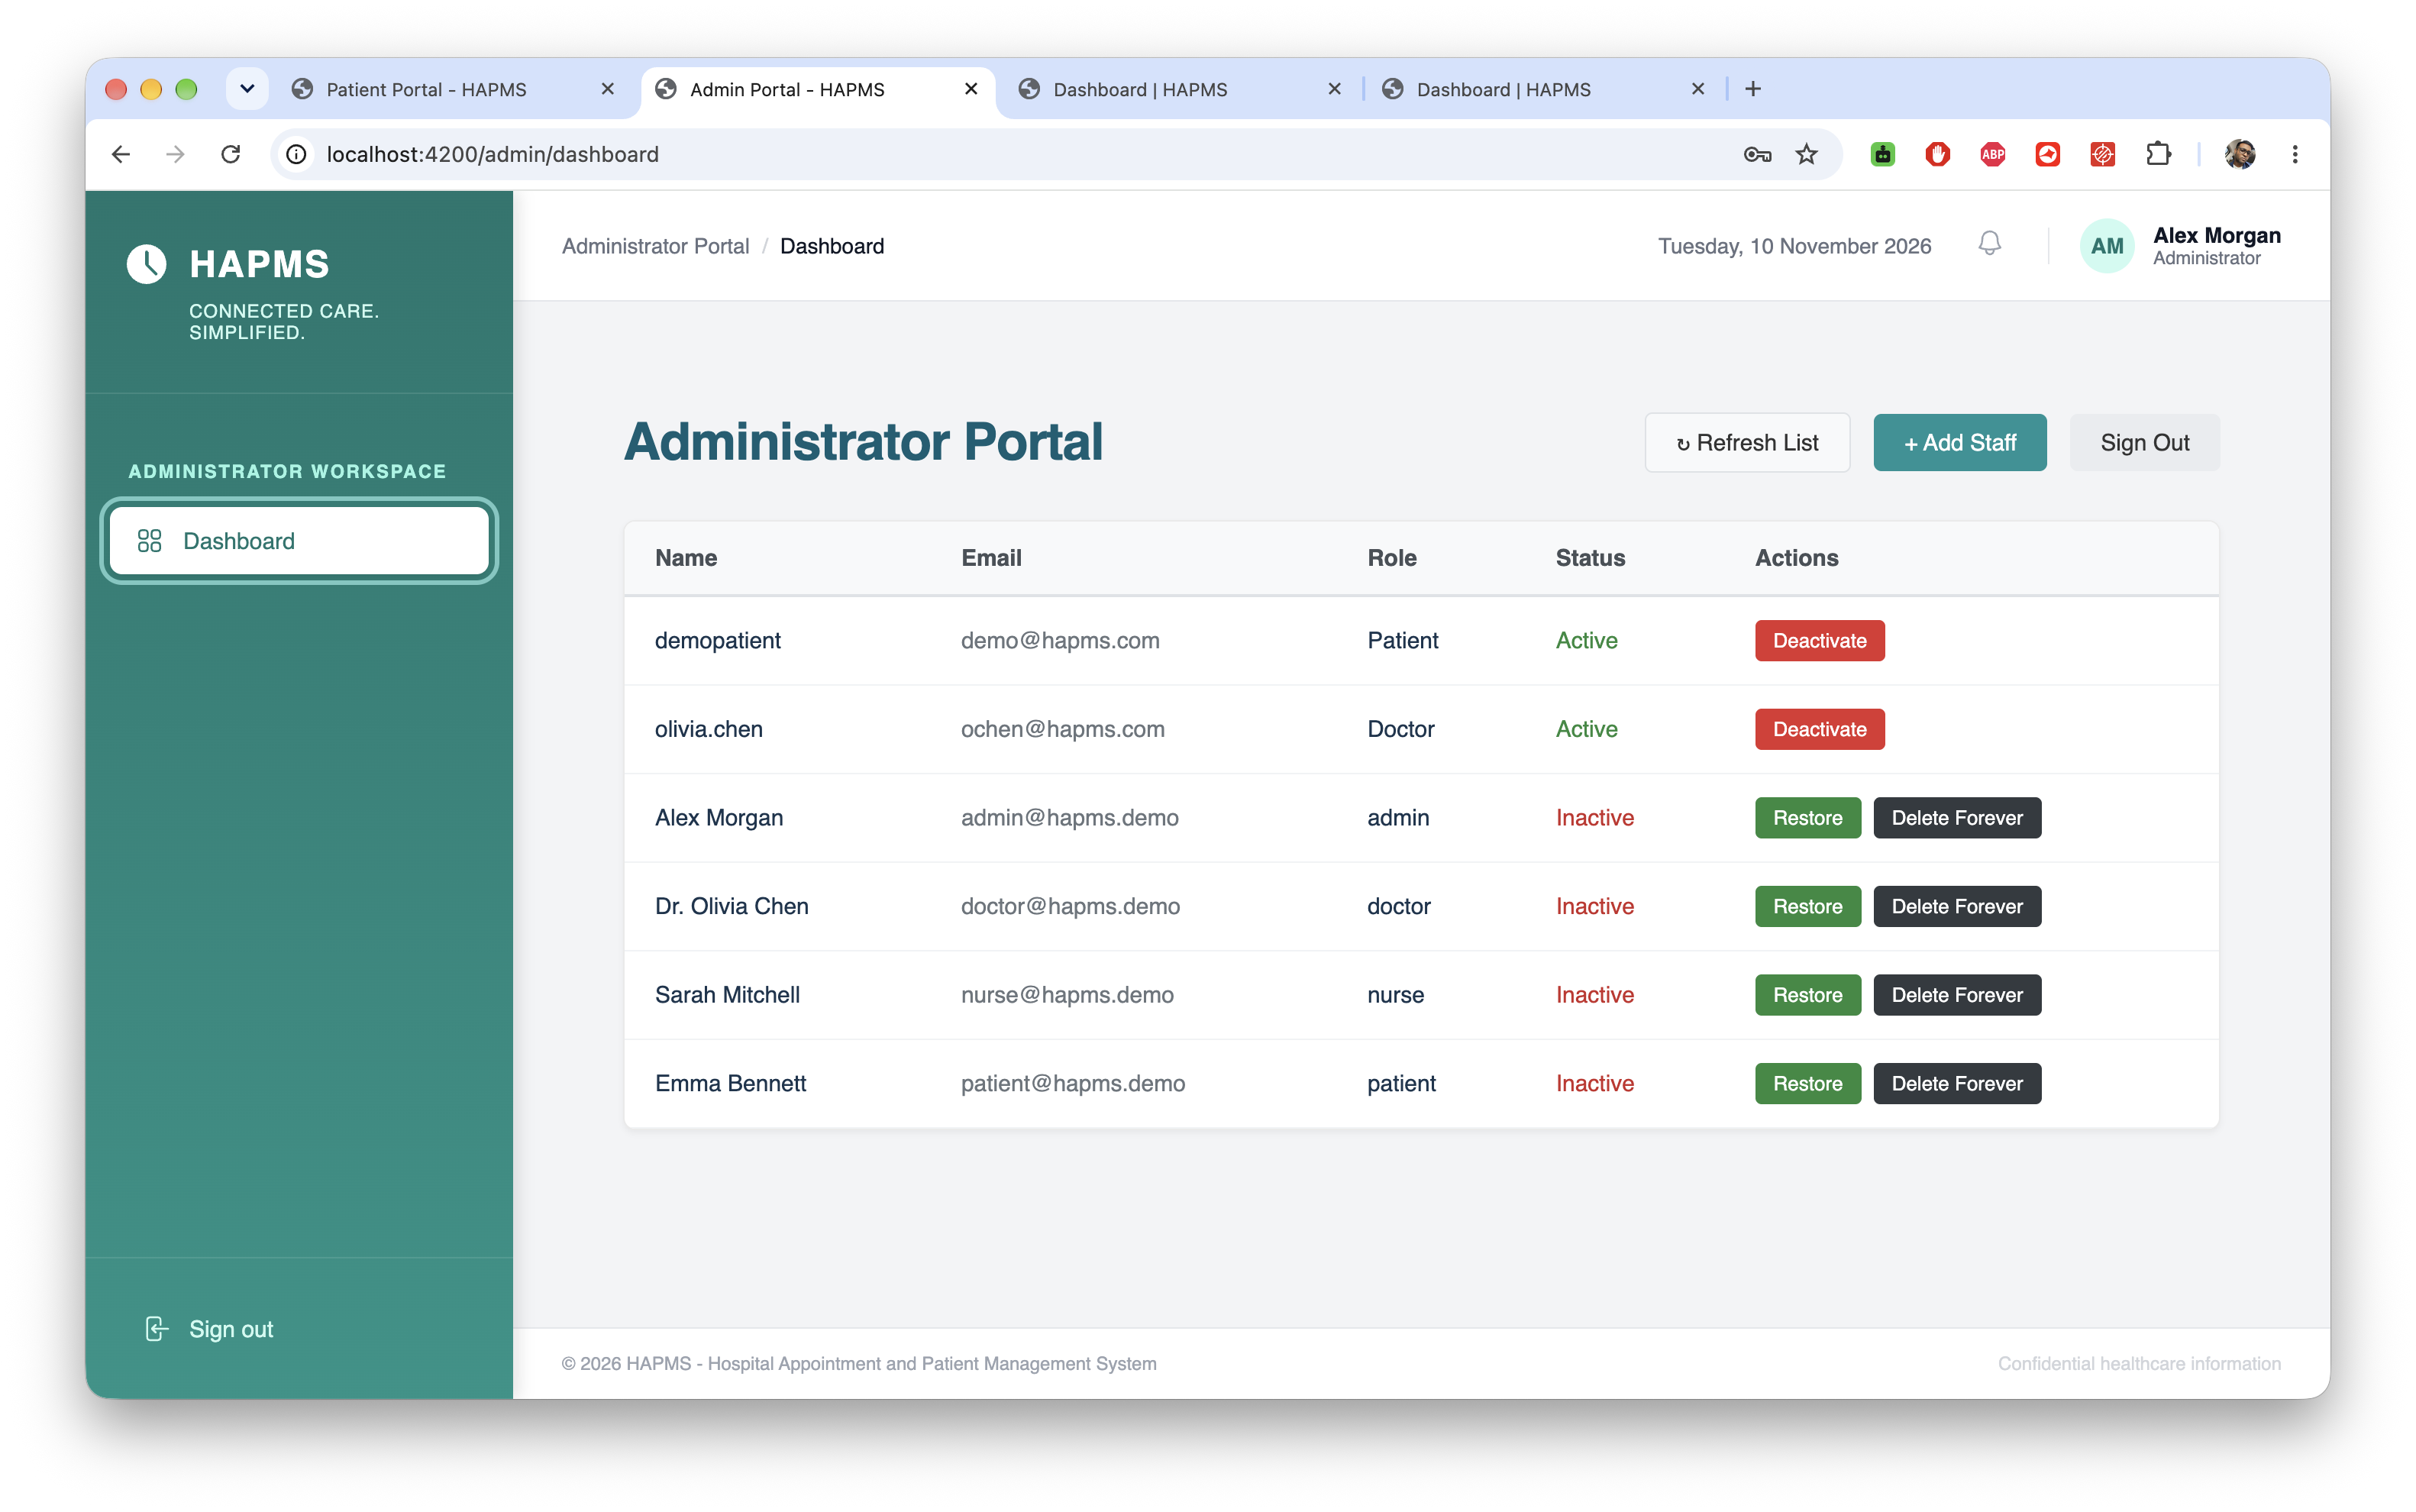 Patient Portal - HAPMS
Admin Portal - HAPMS
Dashboard | HAPMS
Dashboard | HAPMS
localhost:4200/admin/dashboard
ABP
HAPMS
CONNECTED CARE.
SIMPLIFIED.
ADMINISTRATOR WORKSPACE
Dashboard
Sign out
Administrator Portal / Dashboard
Tuesday, 10 November 2026
AM
Alex Morgan
Administrator
Administrator Portal
↻ Refresh List
+ Add Staff
Sign Out
Name Email Role Status Actions
demopatient demo@hapms.com Patient Active Deactivate
olivia.chen ochen@hapms.com Doctor Active Deactivate
Alex Morgan admin@hapms.demo admin Inactive Restore Delete Forever
Dr. Olivia Chen doctor@hapms.demo doctor Inactive Restore Delete Forever
Sarah Mitchell nurse@hapms.demo nurse Inactive Restore Delete Forever
Emma Bennett patient@hapms.demo patient Inactive Restore Delete Forever
© 2026 HAPMS - Hospital Appointment and Patient Management System
Confidential healthcare information